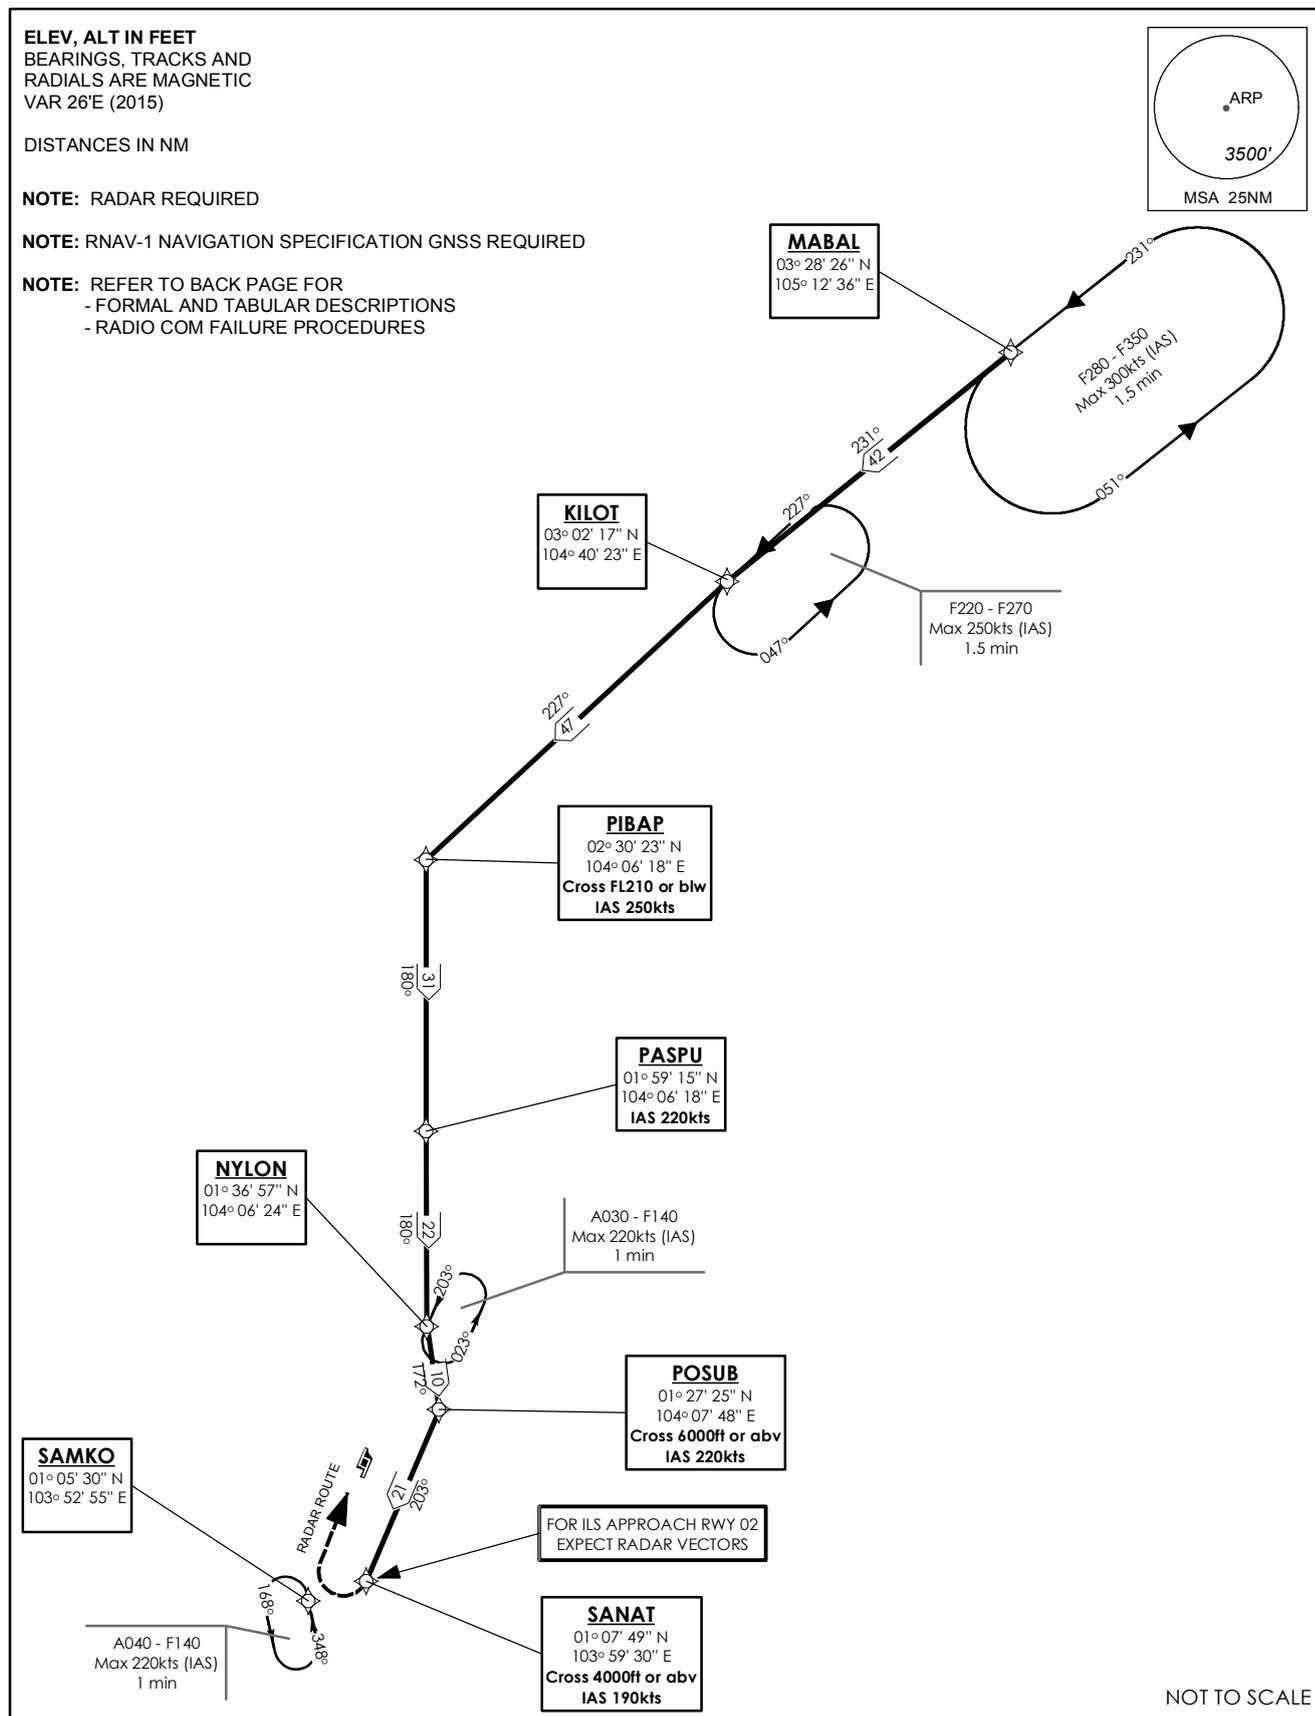 ELEV, ALT IN FEET
BEARINGS, TRACKS AND
RADIALS ARE MAGNETIC
VAR 26'E (2015)
DISTANCES IN NM
NOTE: RADAR REQUIRED
NOTE: RNAV-1 NAVIGATION SPECIFICATION GNSS REQUIRED
NOTE: REFER TO BACK PAGE FOR
- FORMAL AND TABULAR DESCRIPTIONS
- RADIO COM FAILURE PROCEDURES
ARP
3500'
MSA 25NM
MABAL
03° 28' 26" N
105° 12' 36" E
231°
F280 - F350
Max 300kts (IAS)
1.5 min
051°
231°
42
KILOT
03° 02' 17" N
104° 40' 23" E
227°
047°
F220 - F270
Max 250kts (IAS)
1.5 min
227°
47
PIBAP
02° 30' 23" N
104° 06' 18" E
Cross FL210 or blw
IAS 250kts
31
180°
PASPU
01° 59' 15" N
104° 06' 18" E
IAS 220kts
NYLON
01° 36' 57" N
104° 06' 24" E
22
180°
A030 - F140
Max 220kts (IAS)
1 min
203°
023°
10
172°
POSUB
01° 27' 25" N
104° 07' 48" E
Cross 6000ft or abv
IAS 220kts
SAMKO
01° 05' 30" N
103° 52' 55" E
RADAR ROUTE
21
203°
FOR ILS APPROACH RWY 02
EXPECT RADAR VECTORS
168°
348°
A040 - F140
Max 220kts (IAS)
1 min
SANAT
01° 07' 49" N
103° 59' 30" E
Cross 4000ft or abv
IAS 190kts
NOT TO SCALE